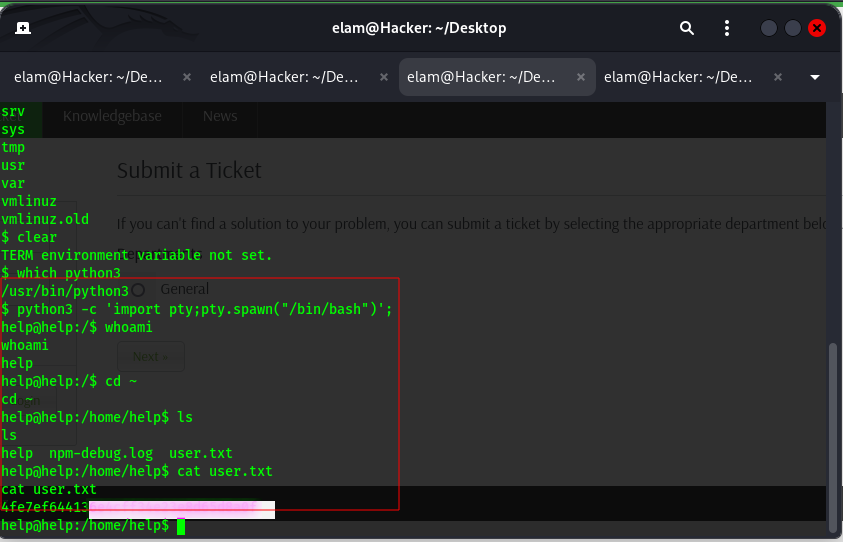 elam@Hacker: ~/Desktop
elam@Hacker: ~/Des... elam@Hacker: ~/De... elam@Hacker: ~/De... elam@Hacker: ~/De...
Knowledgebase News
srv
sys
tmp
usr
var
vmlinuz
vmlinuz.old
$ clear
TERM environment variable not set.
$ which python3
/usr/bin/python3
$ python3 -c 'import pty;pty.spawn("/bin/bash")';
help@help:/$ whoami
whoami
help
help@help:/$ cd ~
cd ~
help@help:/home/help$ ls
ls
help npm-debug.log user.txt
help@help:/home/help$ cat user.txt
cat user.txt
4fe7ef64413
help@help:/home/help$
Submit a Ticket
If you can't find a solution to your problem, you can submit a ticket by selecting the appropriate department
General
Next »